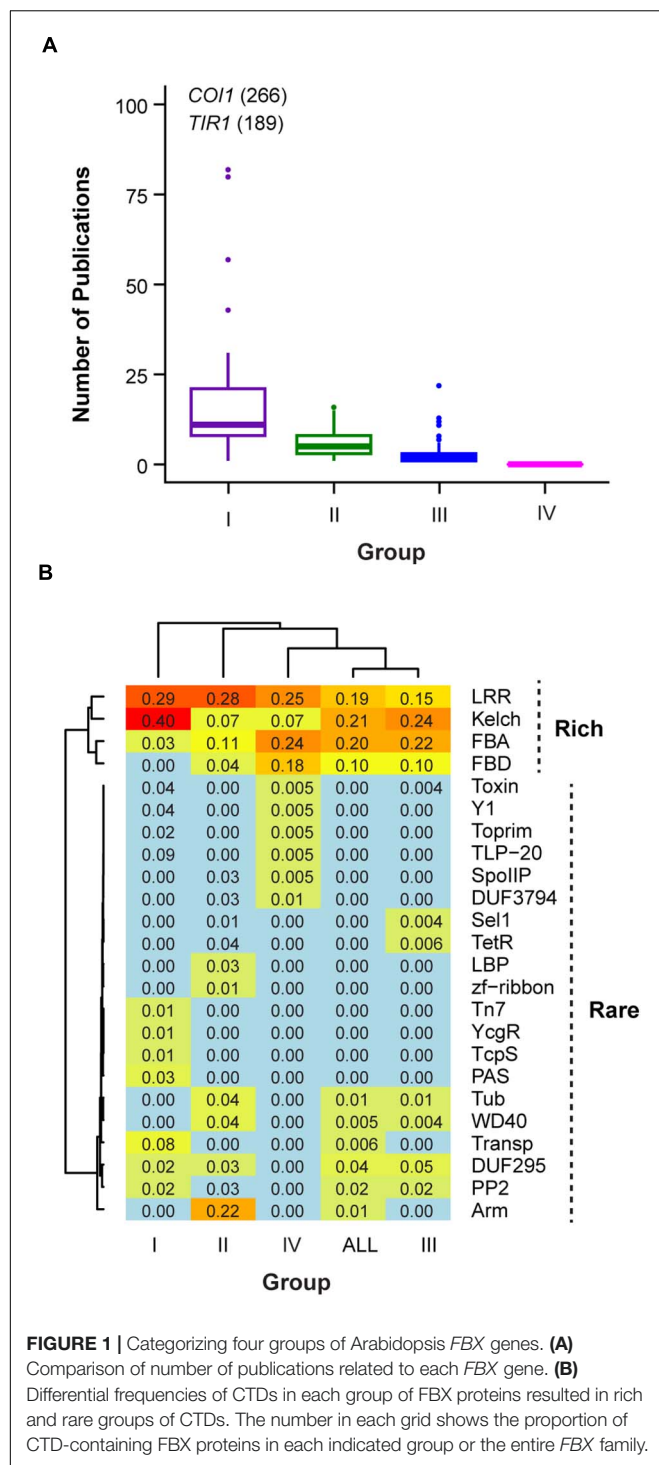 A
COI1 (266)
TIR1 (189)
100
75
50
25
0
Number of Publications
I II III IV
Group
B
0.29 0.28 0.25 0.19 0.15 LRR
0.40 0.07 0.07 0.21 0.24 Kelch
0.03 0.11 0.24 0.20 0.22 FBA
0.00 0.04 0.18 0.10 0.10 FBD
Rich
0.04 0.00 0.005 0.00 0.004 Toxin
0.04 0.00 0.005 0.00 0.00 Y1
0.02 0.00 0.005 0.00 0.00 Toprim
0.09 0.00 0.005 0.00 0.00 TLP-20
0.00 0.03 0.005 0.00 0.00 SpoIIP
0.00 0.03 0.01 0.00 0.00 DUF3794
0.00 0.01 0.00 0.00 0.004 Sel1
0.00 0.04 0.00 0.00 0.006 TetR
0.00 0.03 0.00 0.00 0.00 LBP
0.00 0.01 0.00 0.00 0.00 zf-ribbon
0.01 0.00 0.00 0.00 0.00 Tn7
0.01 0.00 0.00 0.00 0.00 YcgR
0.01 0.00 0.00 0.00 0.00 TcpS
0.03 0.00 0.00 0.00 0.00 PAS
0.00 0.04 0.00 0.01 0.01 Tub
0.00 0.04 0.00 0.005 0.004 WD40
0.08 0.00 0.00 0.006 0.00 Transp
0.02 0.03 0.00 0.04 0.05 DUF295
0.02 0.03 0.00 0.02 0.02 PP2
0.00 0.22 0.00 0.01 0.00 Arm
Rare
I II IV ALL III
Group
FIGURE 1 | Categorizing four groups of Arabidopsis FBX genes. (A)
Comparison of number of publications related to each FBX gene. (B)
Differential frequencies of CTDs in each group of FBX proteins resulted in rich
and rare groups of CTDs. The number in each grid shows the proportion of
CTD-containing FBX proteins in each indicated group or the entire FBX family.